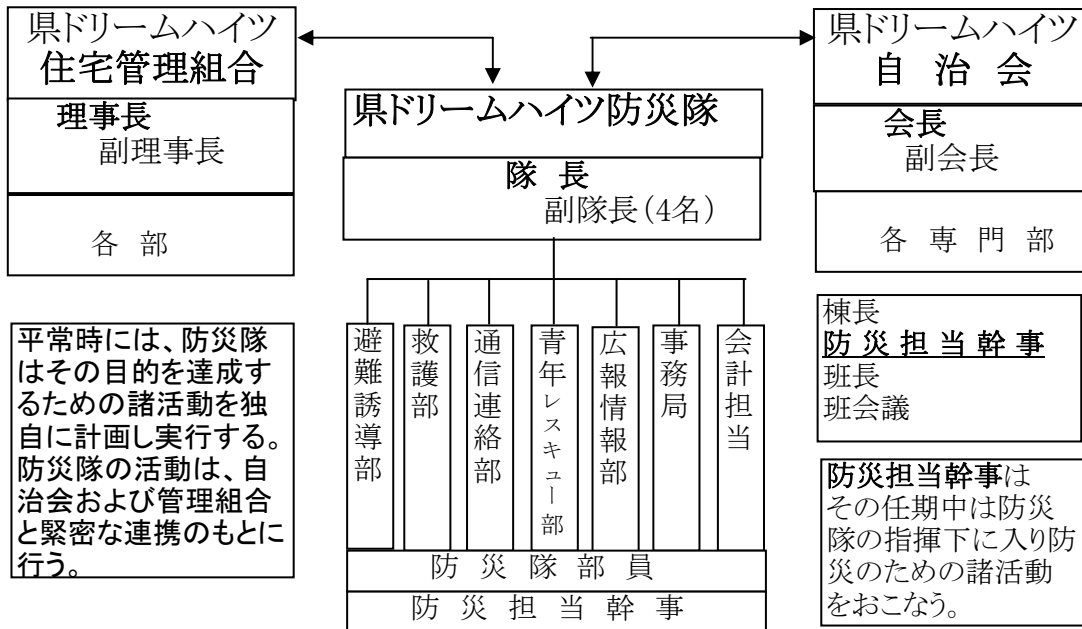 県ドリームハイツ
住宅管理組合
理事長
副理事長
各 部
県ドリームハイツ防災隊
隊 長
副隊長(4名)
県ドリームハイツ
自 治 会
会長
副会長
各 専 門 部
避難誘導部
救護部
通信連絡部
青年レスキュー部
広報情報部
事務局
会計担当
防 災 隊 部 員
防 災 担 当 幹 事
平常時には、防災隊
はその目的を達成す
るための諸活動を独
自に計画し実行する。
防災隊の活動は、自
治会および管理組合
と緊密な連携のもとに
行う。
棟長
防 災 担 当 幹 事
班長
班会議
防災担当幹事は
その任期中は防災
隊の指揮下に入り防
災のための諸活動
をおこなう。